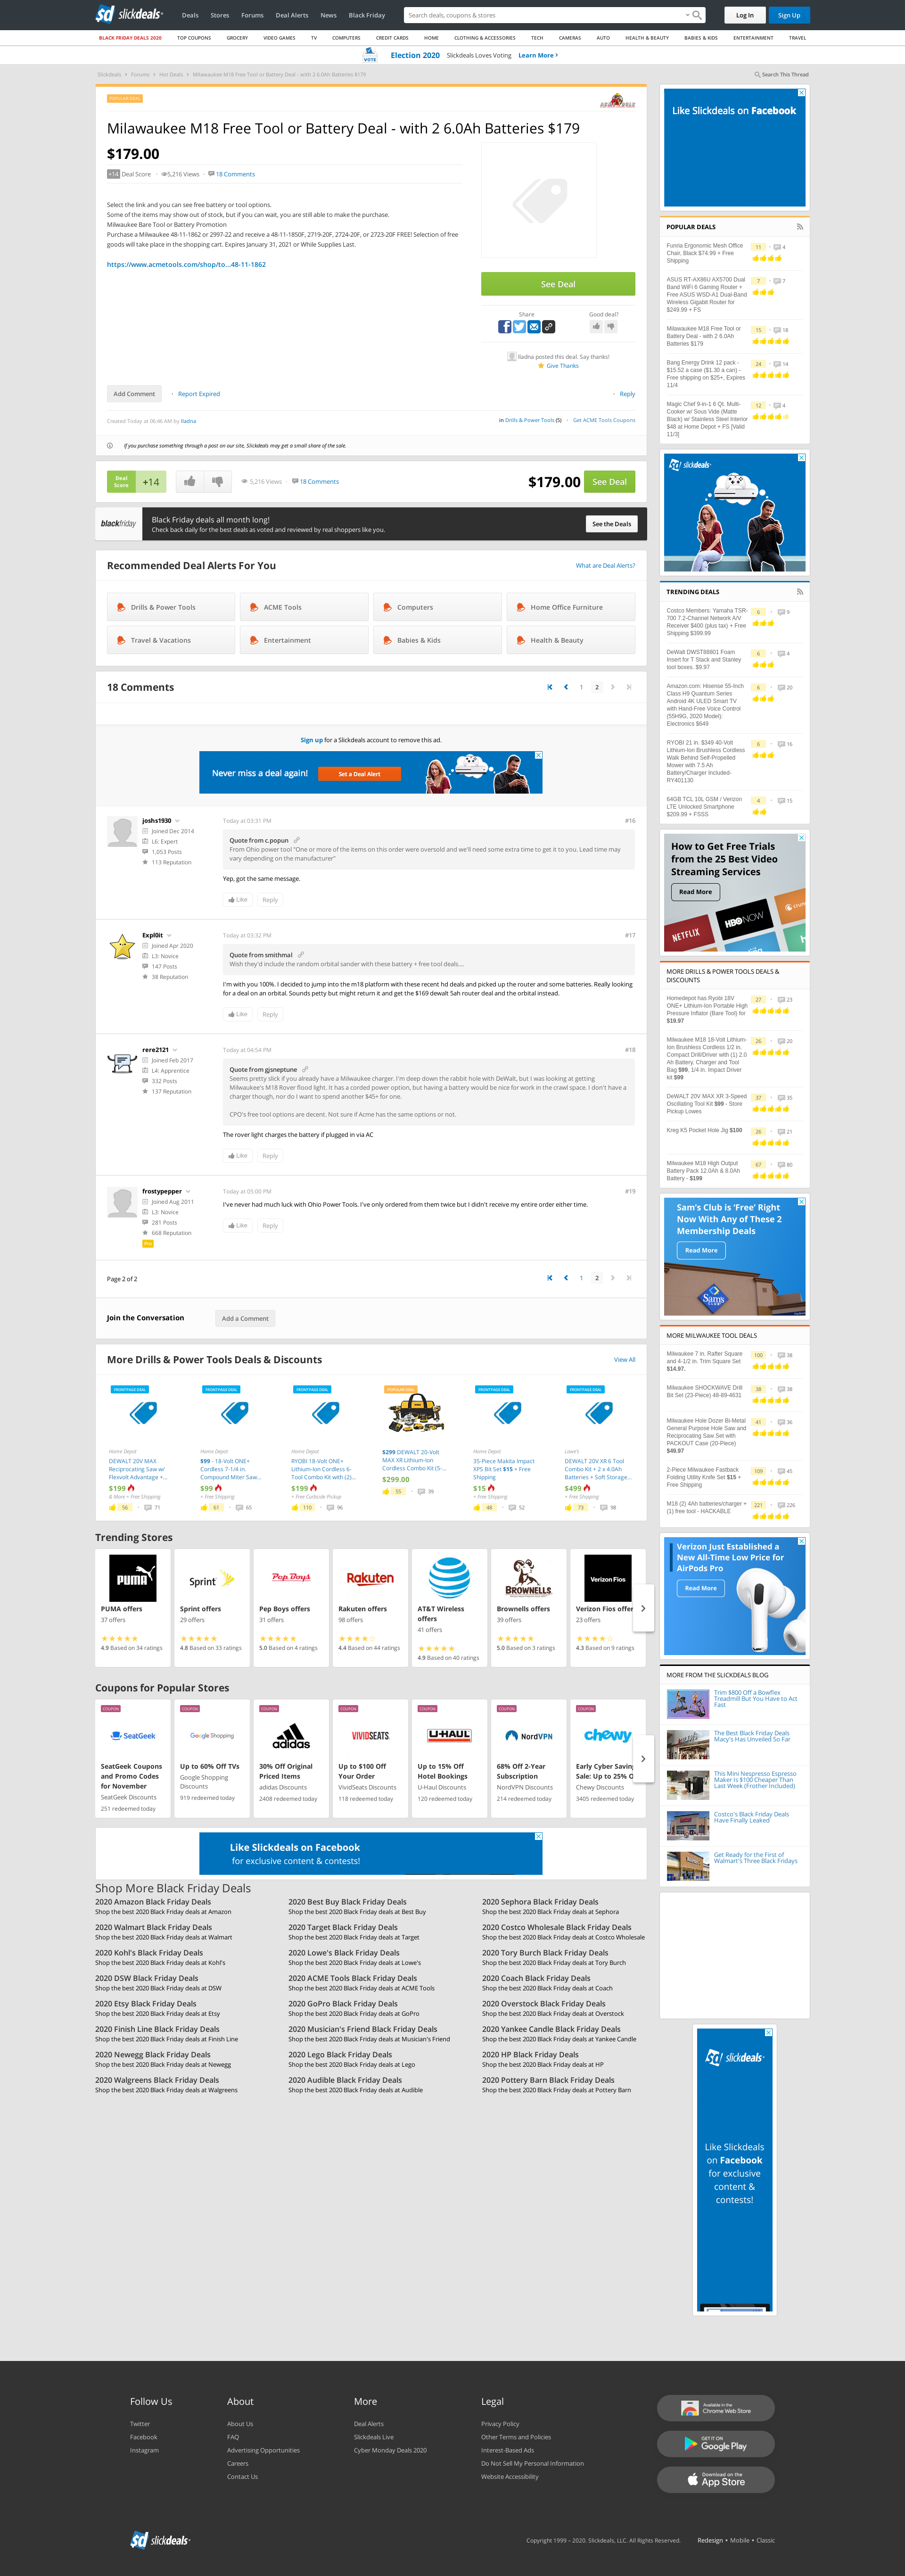 slickdeals
Deals Stores Forums Deal Alerts News Black Friday
Search deals, coupons & stores
Log In Sign Up
BLACK FRIDAY DEALS 2020 TOP COUPONS GROCERY VIDEO GAMES TV COMPUTERS CREDIT CARDS HOME CLOTHING & ACCESSORIES TECH CAMERAS AUTO HEALTH & BEAUTY BABIES & KIDS ENTERTAINMENT TRAVEL
VOTE Election 2020 Slickdeals Loves Voting Learn More
Slickdeals Forums Hot Deals Milawaukee M18 Free Tool or Battery Deal - with 2 6.0Ah Batteries $179
Search This Thread
POPULAR DEAL
Milawaukee M18 Free Tool or Battery Deal - with 2 6.0Ah Batteries $179
$179.00
+14 Deal Score 5,216 Views 18 Comments
Select the link and you can see free battery or tool options.
Some of the items may show out of stock, but if you can wait, you are still able to make the purchase.
Milwaukee Bare Tool or Battery Promotion
Purchase a Milwaukee 48-11-1862 or 2997-22 and receive a 48-11-1850F, 2719-20F, 2724-20F, or 2723-20F FREE! Selection of free
goods will take place in the shopping cart. Expires January 31, 2021 or While Supplies Last.
https://www.acmetools.com/shop/to...48-11-1862
See Deal
Share Good deal?
lladna posted this deal. Say thanks!
Give Thanks
Add Comment Report Expired Reply
Created Today at 06:46 AM by lladna
in Drills & Power Tools (5) Get ACME Tools Coupons
If you purchase something through a post on our site, Slickdeals may get a small share of the sale.
Deal Score +14
5,216 Views 18 Comments
$179.00 See Deal
blackfriday
Black Friday deals all month long!
Check back daily for the best deals as voted and reviewed by real shoppers like you.
See the Deals
Recommended Deal Alerts For You
What are Deal Alerts?
Drills & Power Tools ACME Tools Computers Home Office Furniture
Travel & Vacations Entertainment Babies & Kids Health & Beauty
18 Comments
1 2
Sign up for a Slickdeals account to remove this ad.
Never miss a deal again! Set a Deal Alert
joshs1930
Joined Dec 2014
L6: Expert
1,053 Posts
113 Reputation
Today at 03:31 PM #16
Quote from c.popun
From Ohio power tool "One or more of the items on this order were oversold and we'll need some extra time to get it to you. Lead time may
vary depending on the manufacturer"
Yep, got the same message.
Like Reply
Expl0it
Joined Apr 2020
L3: Novice
147 Posts
38 Reputation
Today at 03:32 PM #17
Quote from smithmal
Wish they'd include the random orbital sander with these battery + free tool deals....
I'm with you 100%. I decided to jump into the m18 platform with these recent hd deals and picked up the router and some batteries. Really looking
for a deal on an orbital. Sounds petty but might return it and get the $169 dewalt 5ah router deal and the orbital instead.
Like Reply
rere2121
Joined Feb 2017
L4: Apprentice
332 Posts
137 Reputation
Today at 04:54 PM #18
Quote from gjsneptune
Seems pretty slick if you already have a Milwaukee charger. I'm deep down the rabbit hole with DeWalt, but I was looking at getting
Milwaukee's M18 Rover flood light. It has a corded power option, but having a battery would be nice for work in the crawl space. I don't have a
charger though, nor do I want to spend another $45+ for one.
CPO's free tool options are decent. Not sure if Acme has the same options or not.
The rover light charges the battery if plugged in via AC
Like Reply
frostypepper
Joined Aug 2011
L3: Novice
281 Posts
668 Reputation
Pro
Today at 05:00 PM #19
I've never had much luck with Ohio Power Tools. I've only ordered from them twice but I didn't receive my entire order either time.
Like Reply
Page 2 of 2
1 2
Join the Conversation Add a Comment
More Drills & Power Tools Deals & Discounts
View All
FRONTPAGE DEAL FRONTPAGE DEAL FRONTPAGE DEAL POPULAR DEAL FRONTPAGE DEAL FRONTPAGE DEAL
Home Depot
DEWALT 20V MAX
Reciprocating Saw w/
Flexvolt Advantage +...
$199
& More + Free Shipping
56 71
Home Depot
$99 - 18-Volt ONE+
Cordless 7-1/4 in.
Compound Miter Saw...
$99
+ Free Shipping
61 65
Home Depot
RYOBI 18-Volt ONE+
Lithium-Ion Cordless 6-
Tool Combo Kit with (2)...
$199
+ Free Curbside Pickup
110 96
$299 DEWALT 20-Volt
MAX XR Lithium-Ion
Cordless Combo Kit (5-...
$299.00
55 39
Home Depot
35-Piece Makita Impact
XPS Bit Set $15 + Free
Shipping
$15
+ Free Shipping
48 52
Lowe's
DEWALT 20V XR 6 Tool
Combo Kit + 2 x 4.0Ah
Batteries + Soft Storage...
$499
+ Free Shipping
73 98
Trending Stores
PUMA
PUMA offers
37 offers
4.9 Based on 34 ratings
Sprint
Sprint offers
29 offers
4.8 Based on 33 ratings
Pep Boys
Pep Boys offers
31 offers
5.0 Based on 4 ratings
Rakuten
Rakuten offers
98 offers
4.4 Based on 44 ratings
AT&T Wireless
offers
41 offers
4.9 Based on 40 ratings
BROWNELLS
Brownells offers
39 offers
5.0 Based on 3 ratings
Verizon Fios
Verizon Fios offer
23 offers
4.3 Based on 9 ratings
Coupons for Popular Stores
COUPON COUPON COUPON COUPON COUPON COUPON COUPON
SeatGeek
SeatGeek Coupons
and Promo Codes
for November
SeatGeek Discounts
251 redeemed today
Google Shopping
Up to 60% Off TVs
Google Shopping
Discounts
919 redeemed today
adidas
30% Off Original
Priced Items
adidas Discounts
2408 redeemed today
VIVIDSEATS
Up to $100 Off
Your Order
VividSeats Discounts
118 redeemed today
U-HAUL
Up to 15% Off
Hotel Bookings
U-Haul Discounts
120 redeemed today
NordVPN
68% Off 2-Year
Subscription
NordVPN Discounts
214 redeemed today
chewy
Early Cyber Saving
Sale: Up to 25% O
Chewy Discounts
3405 redeemed today
Like Slickdeals on Facebook
for exclusive content & contests!
Shop More Black Friday Deals
2020 Amazon Black Friday Deals 2020 Best Buy Black Friday Deals 2020 Sephora Black Friday Deals
Shop the best 2020 Black Friday deals at Amazon Shop the best 2020 Black Friday deals at Best Buy Shop the best 2020 Black Friday deals at Sephora
2020 Walmart Black Friday Deals 2020 Target Black Friday Deals 2020 Costco Wholesale Black Friday Deals
Shop the best 2020 Black Friday deals at Walmart Shop the best 2020 Black Friday deals at Target Shop the best 2020 Black Friday deals at Costco Wholesale
2020 Kohl's Black Friday Deals 2020 Lowe's Black Friday Deals 2020 Tory Burch Black Friday Deals
Shop the best 2020 Black Friday deals at Kohl's Shop the best 2020 Black Friday deals at Lowe's Shop the best 2020 Black Friday deals at Tory Burch
2020 DSW Black Friday Deals 2020 ACME Tools Black Friday Deals 2020 Coach Black Friday Deals
Shop the best 2020 Black Friday deals at DSW Shop the best 2020 Black Friday deals at ACME Tools Shop the best 2020 Black Friday deals at Coach
2020 Etsy Black Friday Deals 2020 GoPro Black Friday Deals 2020 Overstock Black Friday Deals
Shop the best 2020 Black Friday deals at Etsy Shop the best 2020 Black Friday deals at GoPro Shop the best 2020 Black Friday deals at Overstock
2020 Finish Line Black Friday Deals 2020 Musician's Friend Black Friday Deals 2020 Yankee Candle Black Friday Deals
Shop the best 2020 Black Friday deals at Finish Line Shop the best 2020 Black Friday deals at Musician's Friend Shop the best 2020 Black Friday deals at Yankee Candle
2020 Newegg Black Friday Deals 2020 Lego Black Friday Deals 2020 HP Black Friday Deals
Shop the best 2020 Black Friday deals at Newegg Shop the best 2020 Black Friday deals at Lego Shop the best 2020 Black Friday deals at HP
2020 Walgreens Black Friday Deals 2020 Audible Black Friday Deals 2020 Pottery Barn Black Friday Deals
Shop the best 2020 Black Friday deals at Walgreens Shop the best 2020 Black Friday deals at Audible Shop the best 2020 Black Friday deals at Pottery Barn
Like Slickdeals on Facebook
POPULAR DEALS
Furnia Ergonomic Mesh Office
Chair, Black $74.99 + Free
Shipping
11 4
ASUS RT-AX86U AX5700 Dual
Band WiFi 6 Gaming Router +
Free ASUS WSD-A1 Dual-Band
Wireless Gigabit Router for
$249.99 + FS
7 7
Milawaukee M18 Free Tool or
Battery Deal - with 2 6.0Ah
Batteries $179
15 18
Bang Energy Drink 12 pack -
$15.52 a case ($1.30 a can) -
Free shipping on $25+, Expires
11/4
24 14
Magic Chef 9-in-1 6 Qt. Multi-
Cooker w/ Sous Vide (Matte
Black) w/ Stainless Steel Interior
$48 at Home Depot + FS [Valid
11/3]
12 4
slickdeals
TRENDING DEALS
Costco Members: Yamaha TSR-
700 7.2-Channel Network A/V
Receiver $400 (plus tax) + Free
Shipping $399.99
6 9
DeWalt DWST88801 Foam
Insert for T Stack and Stanley
tool boxes. $9.97
6 4
Amazon.com: Hisense 55-Inch
Class H9 Quantum Series
Android 4K ULED Smart TV
with Hand-Free Voice Control
(55H9G, 2020 Model):
Electronics $649
6 20
RYOBI 21 in. $349 40-Volt
Lithium-Ion Brushless Cordless
Walk Behind Self-Propelled
Mower with 7.5 Ah
Battery/Charger Included-
RY401130
6 16
64GB TCL 10L GSM / Verizon
LTE Unlocked Smartphone
$209.99 + FSSS
4 15
How to Get Free Trials
from the 25 Best Video
Streaming Services
Read More
NETFLIX HBO NOW
MORE DRILLS & POWER TOOLS DEALS &
DISCOUNTS
Homedepot has Ryobi 18V
ONE+ Lithium-Ion Portable High
Pressure Inflator (Bare Tool) for
$19.97
27 23
Milwaukee M18 18-Volt Lithium-
Ion Brushless Cordless 1/2 in.
Compact Drill/Driver with (1) 2.0
Ah Battery, Charger and Tool
Bag $99, 1/4 in. Impact Driver
kit $99
26 20
DeWALT 20V MAX XR 3-Speed
Oscillating Tool Kit $99 - Store
Pickup Lowes
37 35
Kreg K5 Pocket Hole Jig $100
26 21
Milwaukee M18 High Output
Battery Pack 12.0Ah & 8.0Ah
Battery - $199
67 80
Sam's Club is 'Free' Right
Now With Any of These 2
Membership Deals
Read More
Sam's CLUB
MORE MILWAUKEE TOOL DEALS
Milwaukee 7 in. Rafter Square
and 4-1/2 in. Trim Square Set
$14.97.
100 38
Milwaukee SHOCKWAVE Drill
Bit Set (23-Piece) 48-89-4631
38 38
Milwaukee Hole Dozer Bi-Metal
General Purpose Hole Saw and
Reciprocating Saw Set with
PACKOUT Case (20-Piece)
$49.97
41 36
2-Piece Milwaukee Fastback
Folding Utility Knife Set $15 +
Free Shipping
109 41
M18 (2) 4Ah batteries/charger +
(1) free tool - HACKABLE
221 226
Verizon Just Established a
New All-Time Low Price for
AirPods Pro
Read More
MORE FROM THE SLICKDEALS BLOG
Trim $800 Off a Bowflex
Treadmill But You Have to Act
Fast
The Best Black Friday Deals
Macy's Has Unveiled So Far
This Mini Nespresso Espresso
Maker Is $100 Cheaper Than
Last Week (Frother Included)
Costco's Black Friday Deals
Have Finally Leaked
Get Ready for the First of
Walmart's Three Black Fridays
slickdeals
Like Slickdeals
on Facebook
for exclusive
content &
contests!
Follow Us
Twitter
Facebook
Instagram
About
About Us
FAQ
Advertising Opportunities
Careers
Contact Us
More
Deal Alerts
Slickdeals Live
Cyber Monday Deals 2020
Legal
Privacy Policy
Other Terms and Policies
Interest-Based Ads
Do Not Sell My Personal Information
Website Accessibility
Available in the
Chrome Web Store
GET IT ON
Google Play
Download on the
App Store
slickdeals
Copyright 1999 - 2020. Slickdeals, LLC. All Rights Reserved. Redesign • Mobile • Classic